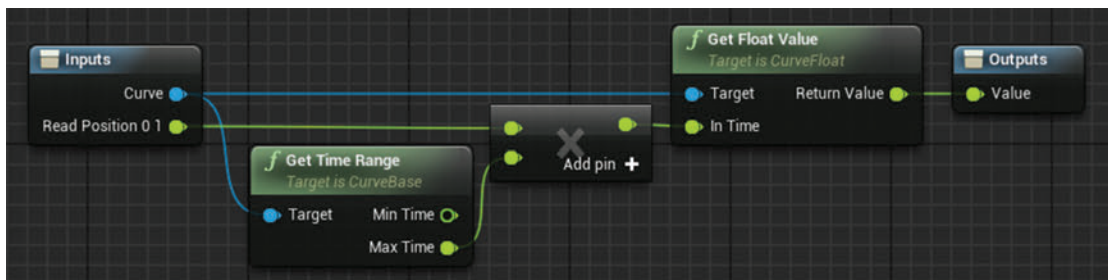 Inputs
Curve
Read Position 0 1
f Get Time Range
Target is CurveBase
Target Min Time
Max Time
×
Add pin +
f Get Float Value
Target is CurveFloat
Target Return Value
In Time
Outputs
Value